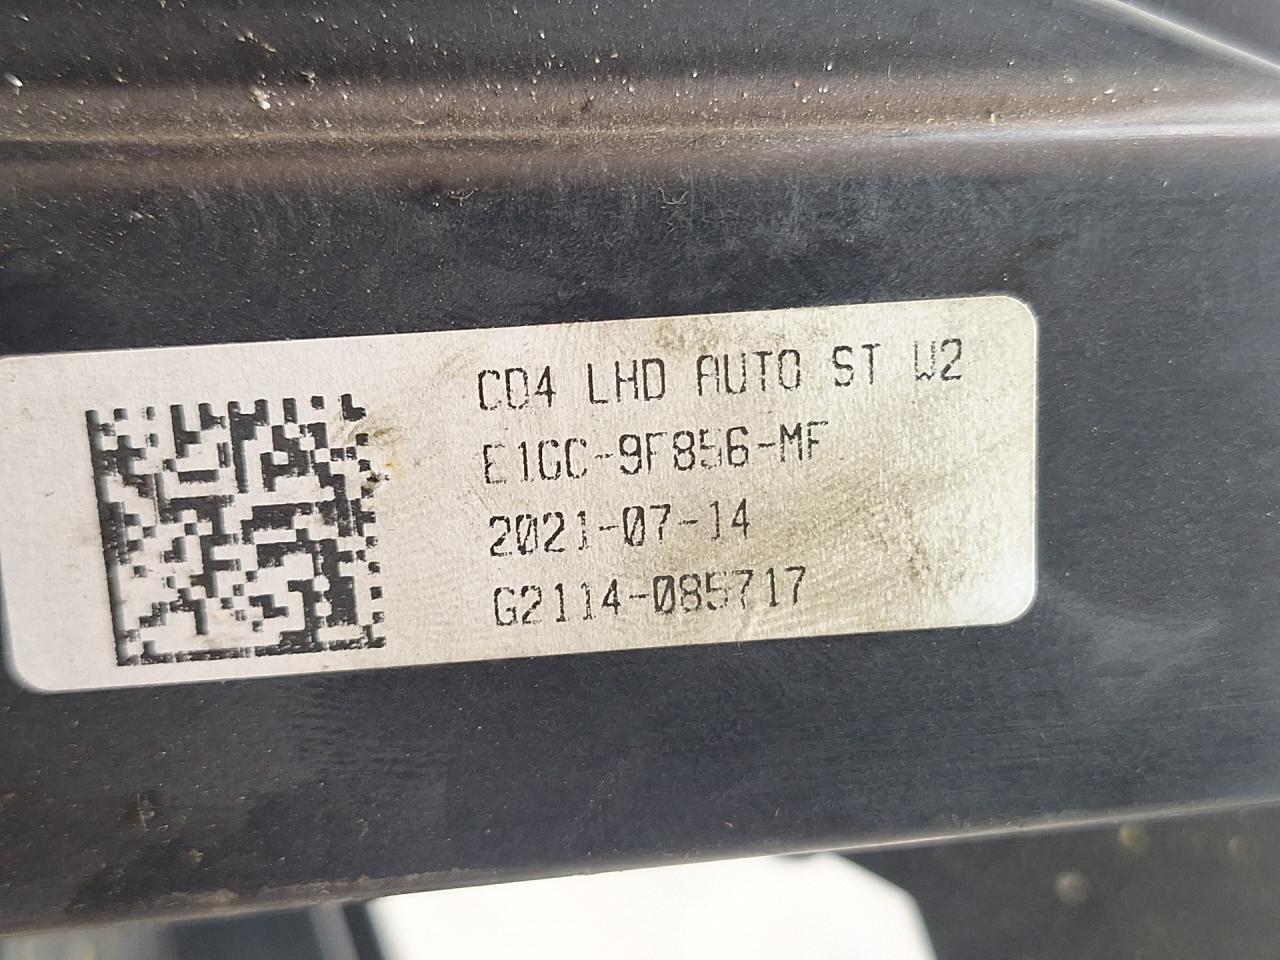 CD4 LHD AUTO ST W2
E1GC-9F856-MF
2021-07-14
G2114-085717